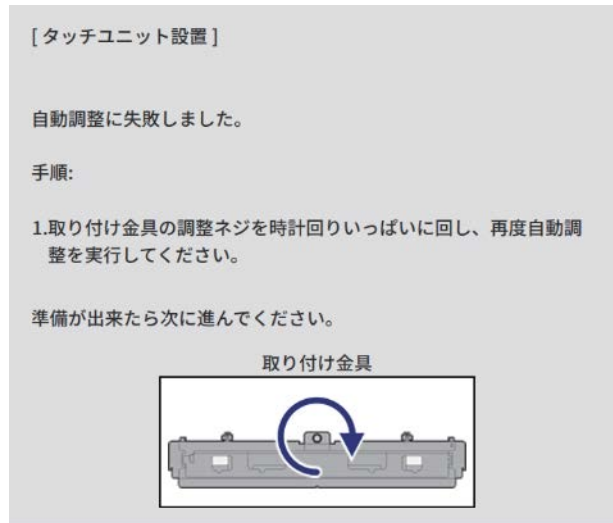 [ タッチユニット設置 ]
自動調整に失敗しました。
手順:
1.取り付け金具の調整ネジを時計回りいっぱいに回し、再度自動調
整を実行してください。
準備が出来たら次に進んでください。
取り付け金具